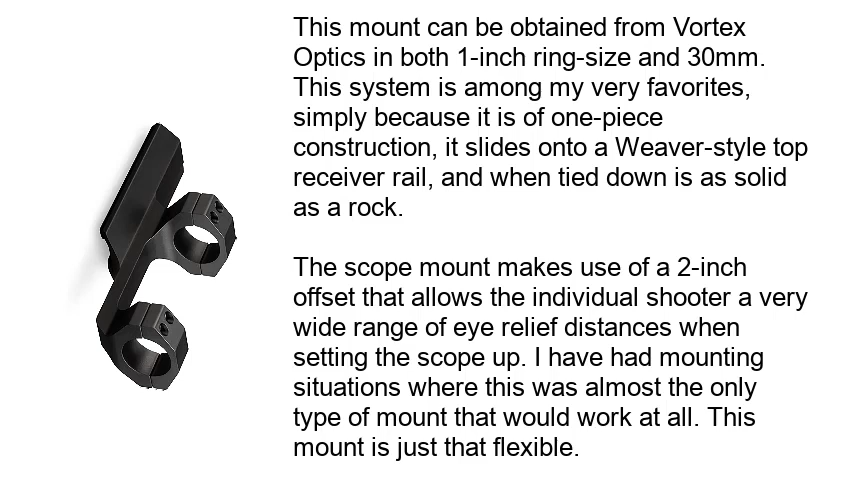 This mount can be obtained from Vortex
Optics in both 1-inch ring-size and 30mm.
This system is among my very favorites,
simply because it is of one-piece
construction, it slides onto a Weaver-style top
receiver rail, and when tied down is as solid
as a rock.
The scope mount makes use of a 2-inch
offset that allows the individual shooter a very
wide range of eye relief distances when
setting the scope up. I have had mounting
situations where this was almost the only
type of mount that would work at all. This
mount is just that flexible.